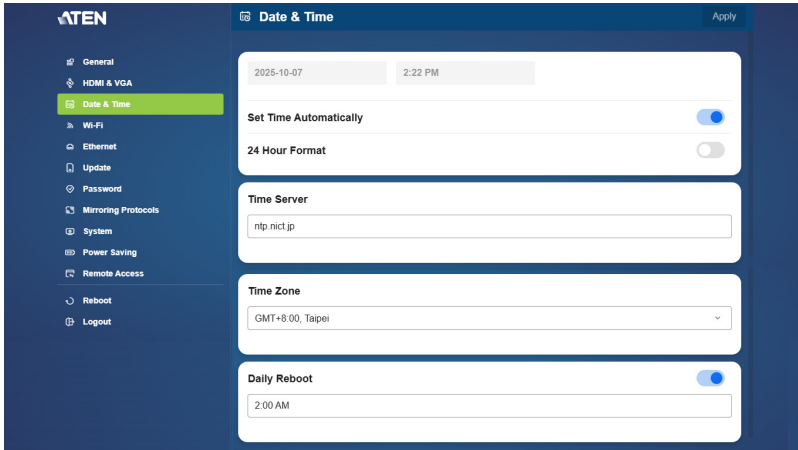 ATEN
Date & Time
Apply
General
HDMI & VGA
Date & Time
Wi-Fi
Ethernet
Update
Password
Mirroring Protocols
System
Power Saving
Remote Access
Reboot
Logout
2025-10-07 2:22 PM
Set Time Automatically
24 Hour Format
Time Server
ntp.nict.jp
Time Zone
GMT+8:00, Taipei
Daily Reboot
2:00 AM